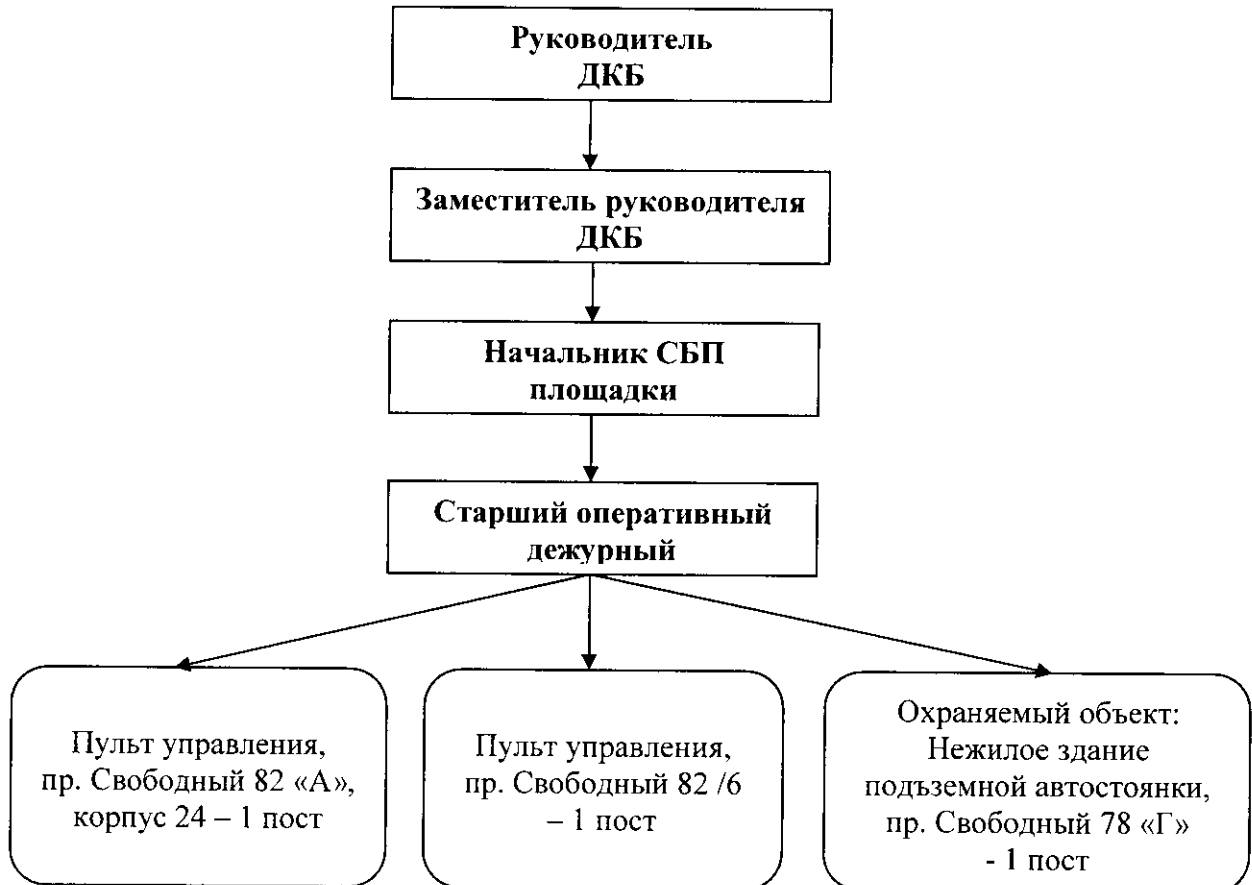 Руководитель
ДКБ
Заместитель руководителя
ДКБ
Начальник СБП
площадки
Старший оперативный
дежурный
Пульт управления,
пр. Свободный 82 «А»,
корпус 24 – 1 пост
Пульт управления,
пр. Свободный 82 /6
– 1 пост
Охраняемый объект:
Нежилое здание
подъземной автостоянки,
пр. Свободный 78 «Г»
- 1 пост